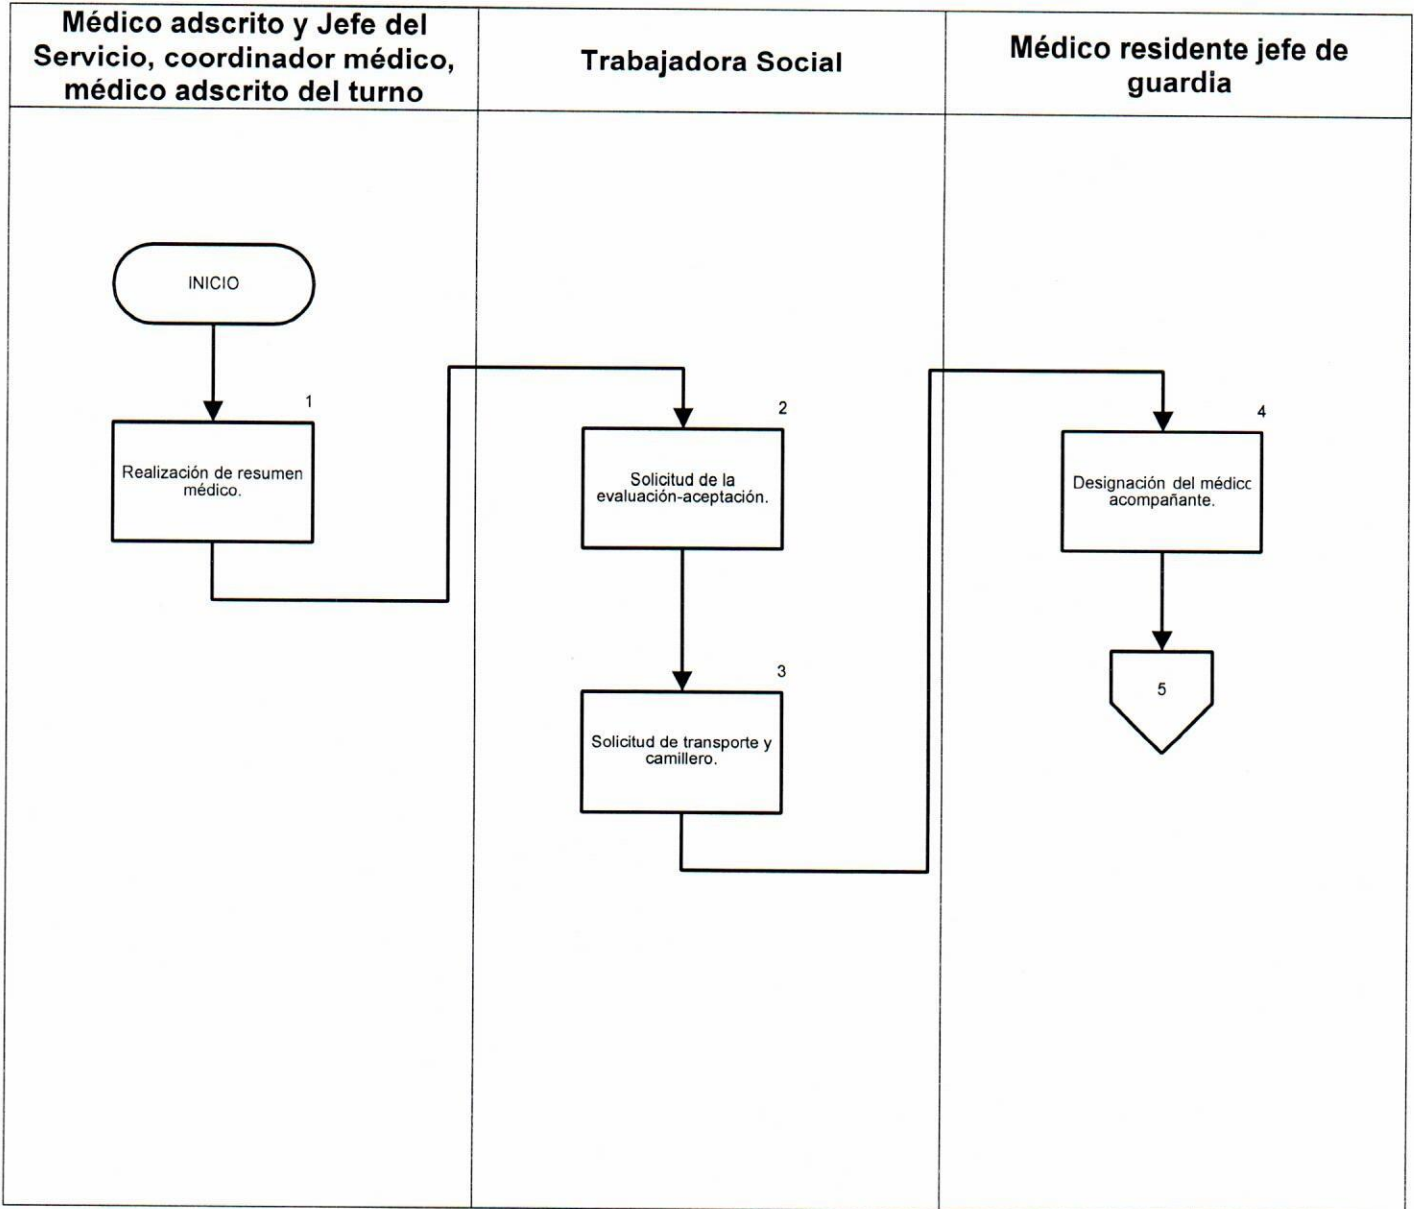 Médico adscrito y Jefe del
Servicio, coordinador médico,
médico adscrito del turno
Trabajadora Social
Médico residente jefe de
guardia
INICIO
1
Realización de resumen
médico.
2
Solicitud de la
evaluación-aceptación.
3
Solicitud de transporte y
camillero.
4
Designación del médico
acompañante.
5